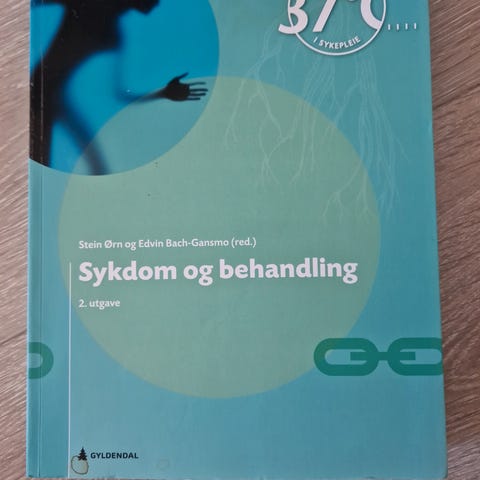 37°C
I SYKEPLEIE
Stein Ørn og Edvin Bach-Gansmo (red.)
Sykdom og behandling
2. utgave
GYLDENDAL